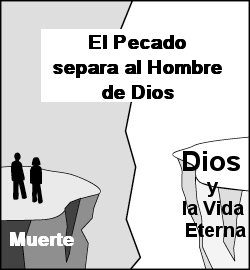 El Pecado
separa al Hombre
de Dios
Dios
y
la Vida
Eterna
Muerte